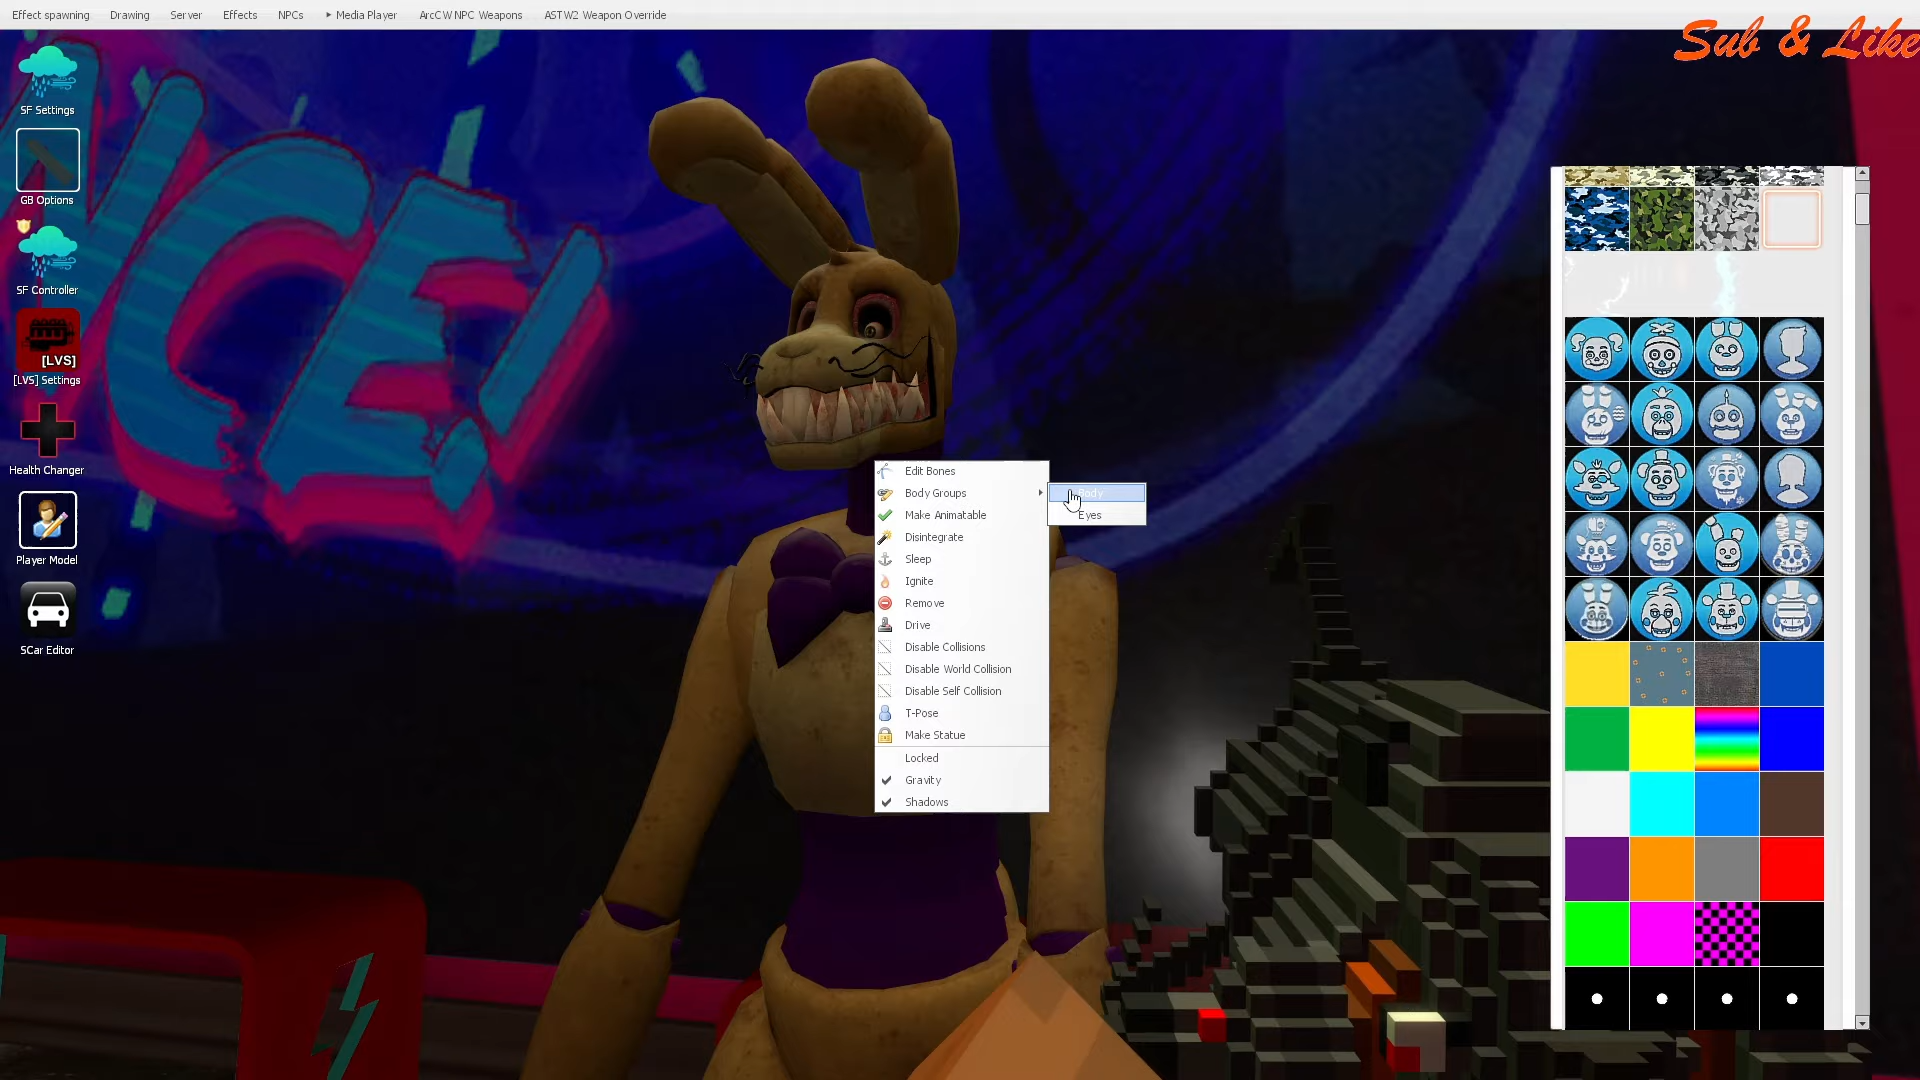 Effect spawning Drawing Server Effects NPCs Media Player ArcCW NPC Weapons ASTW2 Weapon Override
Sub & Like
SF Settings
GB Options
SF Controller
[LVS]
[LVS] Settings
Health Changer
Player Model
SCar Editor
NCE!
Edit Bones
Body Groups
Body
Make Animatable
Eyes
Disintegrate
Sleep
Ignite
Remove
Drive
Disable Collisions
Disable World Collision
Disable Self Collision
T-Pose
Make Statue
Locked
Gravity
Shadows